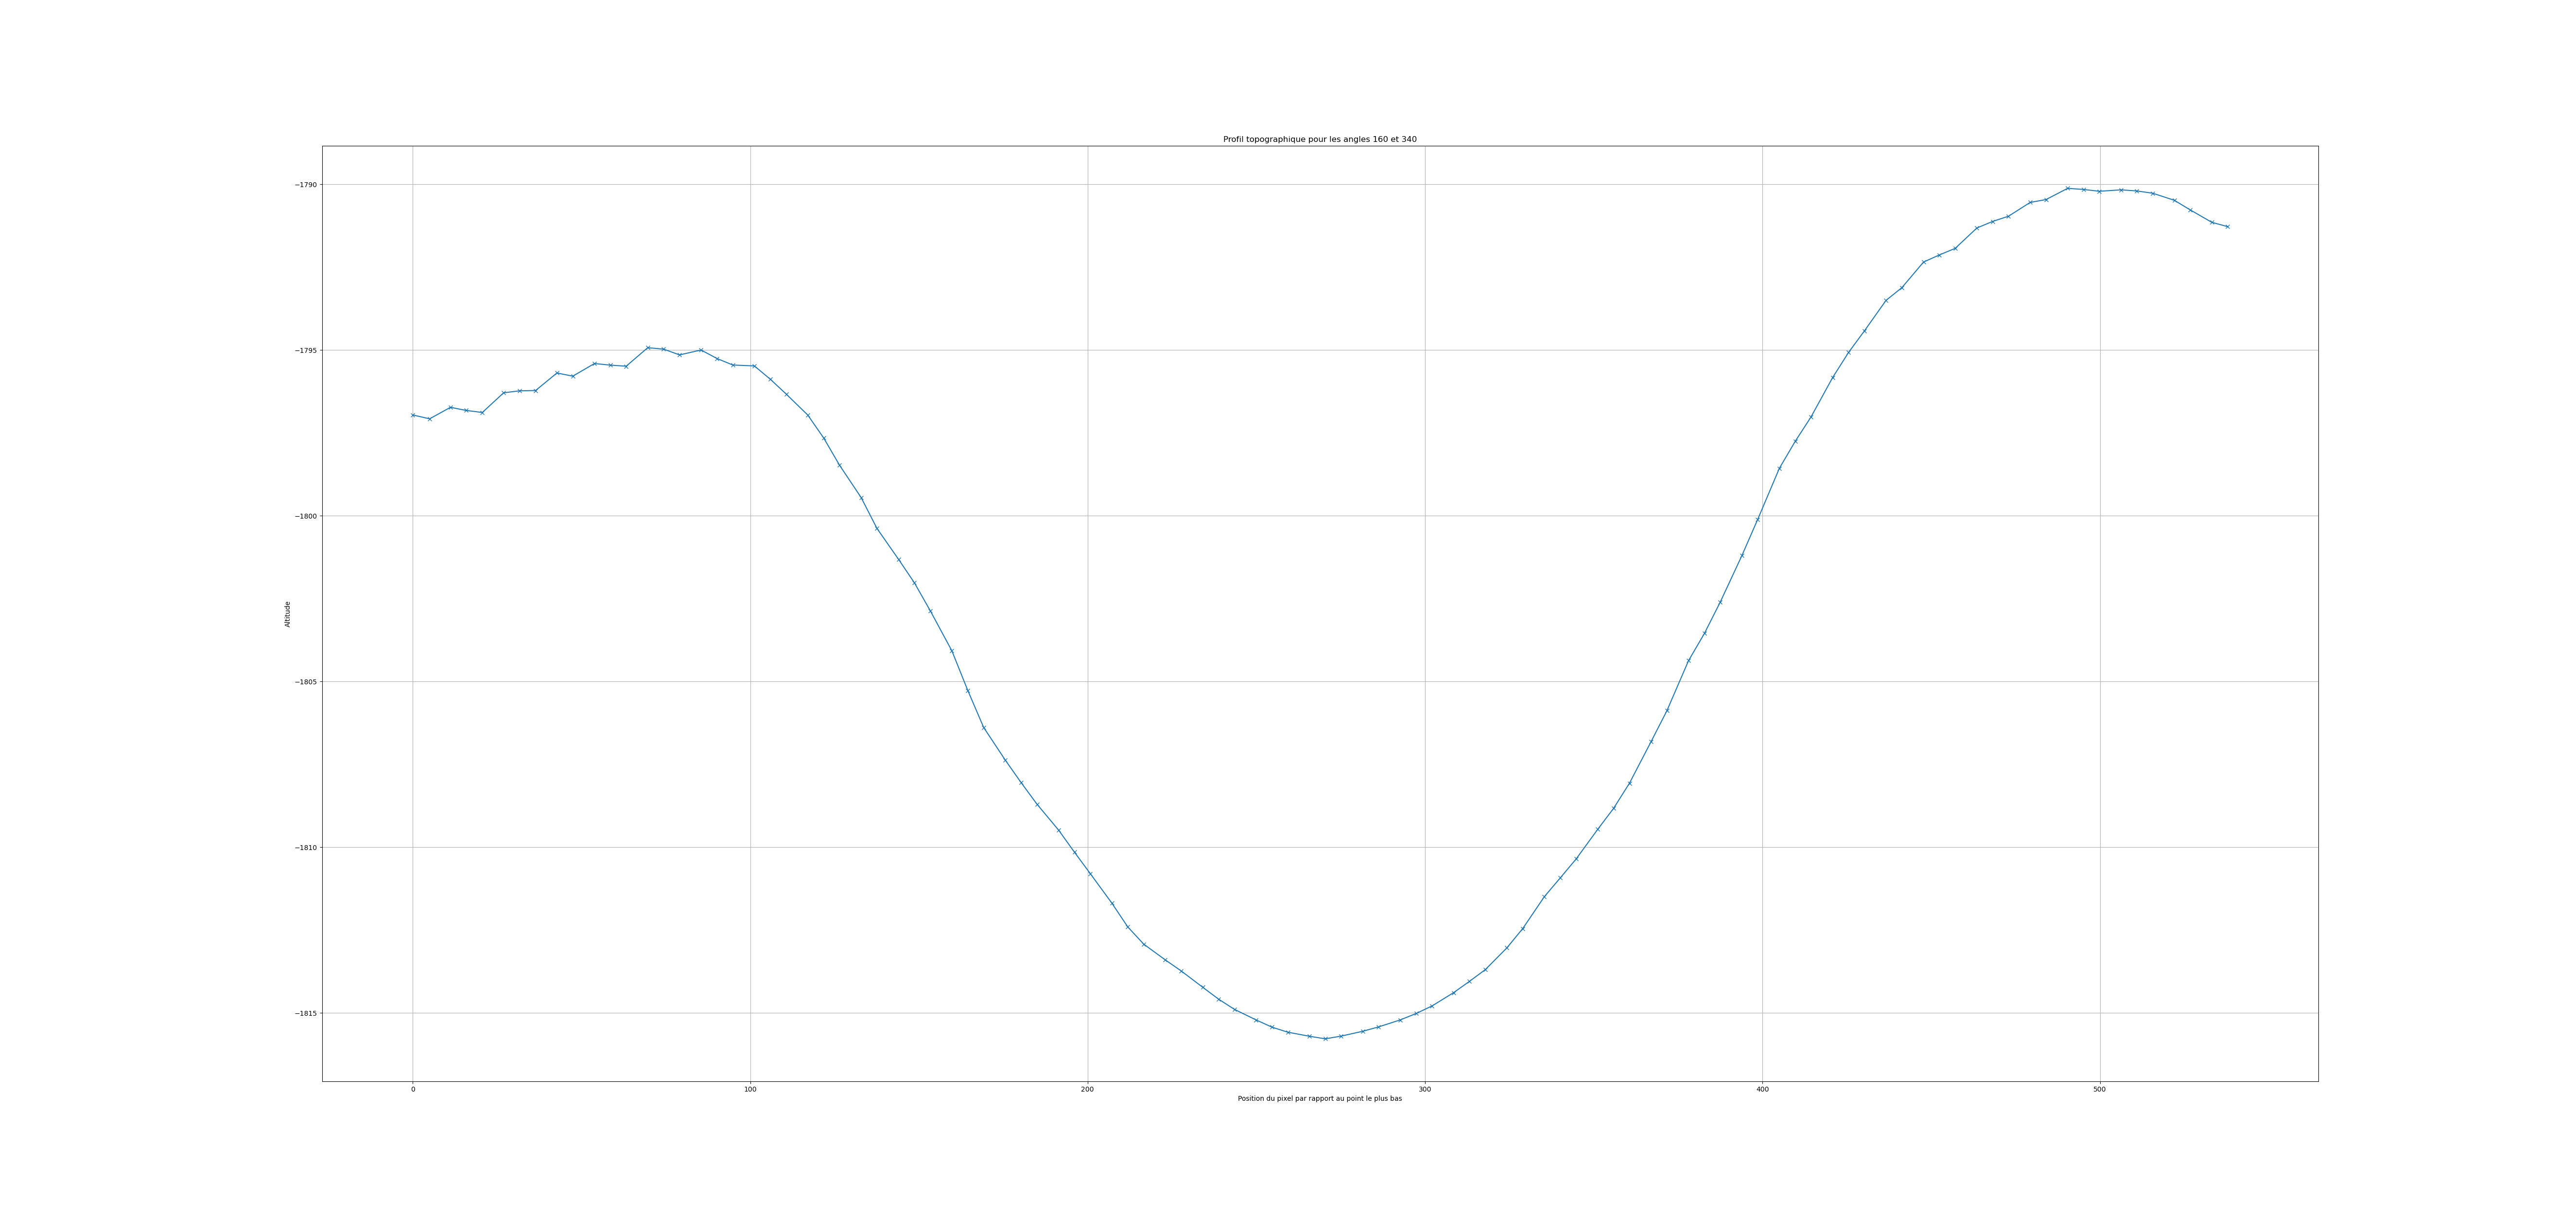 Profil topographique pour les angles 160 et 340
−1790
−1795
−1800
−1805
−1810
−1815
Altitude
0 100 200 300 400 500
Position du pixel par rapport au point le plus bas